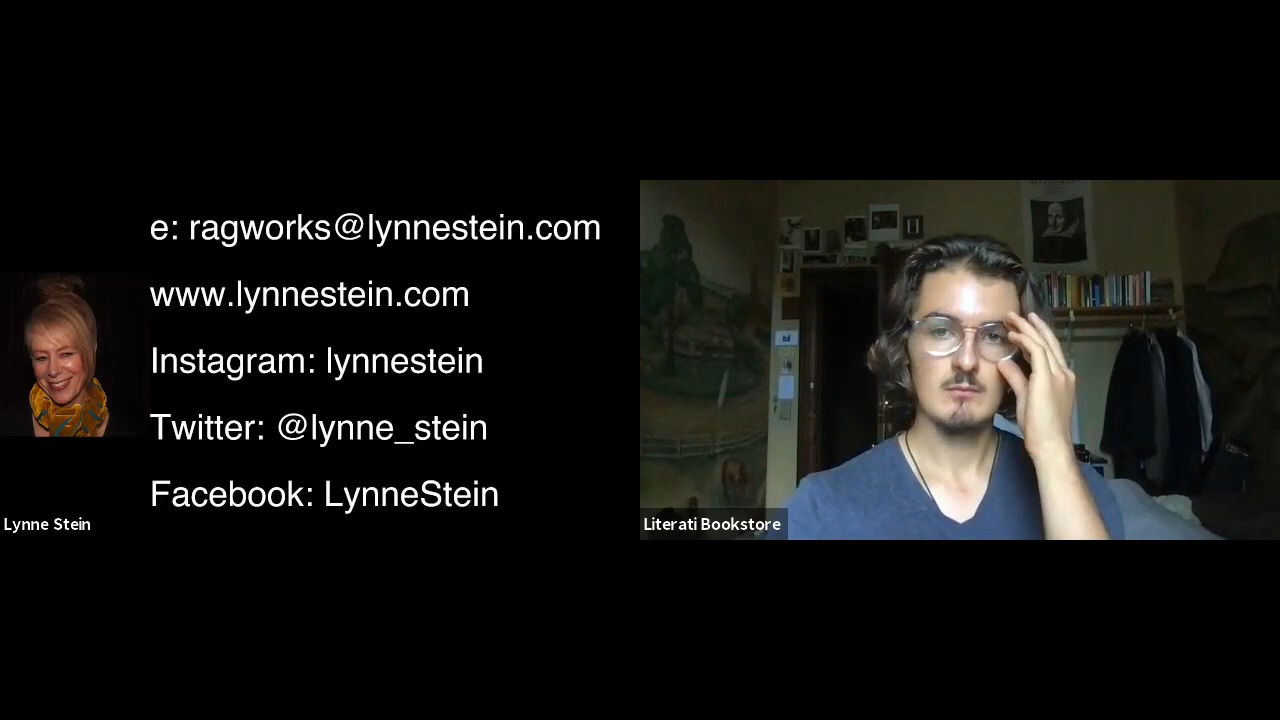 e: ragworks@lynnestein.com
www.lynnestein.com
Instagram: lynnestein
Twitter: @lynne_stein
Facebook: LynneStein
Lynne Stein
Literati Bookstore